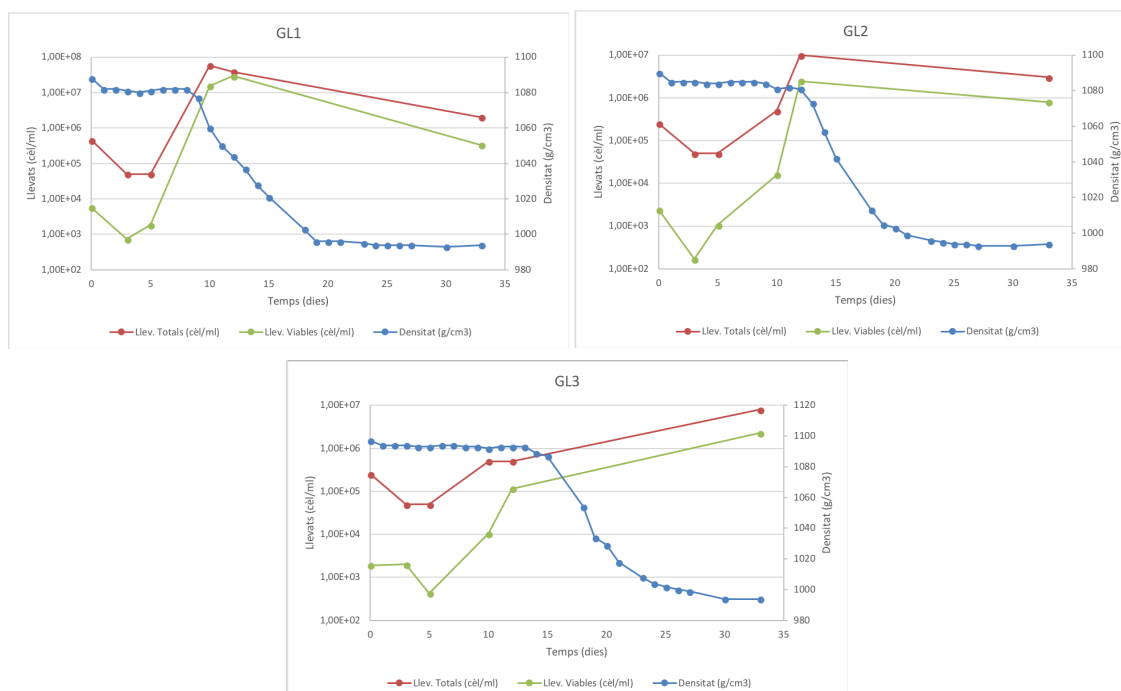 GL1
1,00E+08
1,00E+07
1,00E+06
1,00E+05
1,00E+04
1,00E+03
1,00E+02
Llevats (cèl/ml)
1100
1080
1060
1040
1020
1000
980
Densitat (g/cm3)
0 5 10 15 20 25 30 35
Temps (dies)
Llev. Totals (cèl/ml) Llev. Viables (cèl/ml) Densitat (g/cm3)
GL2
1,00E+07
1,00E+06
1,00E+05
1,00E+04
1,00E+03
1,00E+02
Llevats (cèl/ml)
1100
1080
1060
1040
1020
1000
980
Densitat (g/cm3)
0 5 10 15 20 25 30 35
Temps (dies)
Llev. Totals (cèl/ml) Llev. Viables (cèl/ml) Densitat (g/cm3)
GL3
1,00E+07
1,00E+06
1,00E+05
1,00E+04
1,00E+03
1,00E+02
Llevats (cèl/ml)
1120
1100
1080
1060
1040
1020
1000
980
Densitat (g/cm3)
0 5 10 15 20 25 30 35
Temps (dies)
Llev. Totals (cèl/ml) Llev. Viables (cèl/ml) Densitat (g/cm3)